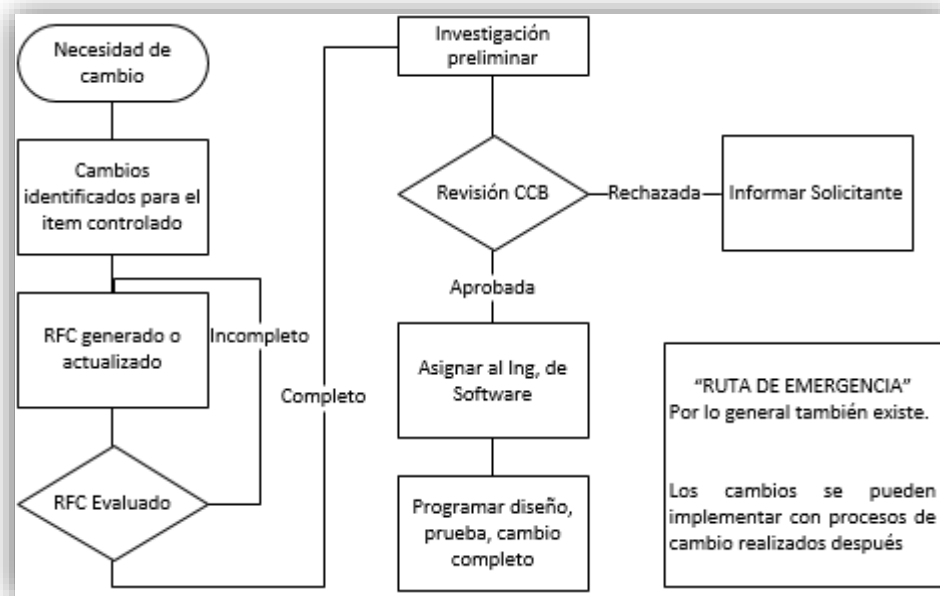 Necesidad de
cambio
Cambios
identificados para el
item controlado
RFC generado o
actualizado
Incompleto
RFC Evaluado
Completo
Investigación
preliminar
Revisión CCB
Rechazada
Informar Solicitante
Aprobada
Asignar al Ing, de
Software
Programar diseño,
prueba, cambio
completo
“RUTA DE EMERGENCIA”
Por lo general también existe.
Los cambios se pueden
implementar con procesos de
cambio realizados después